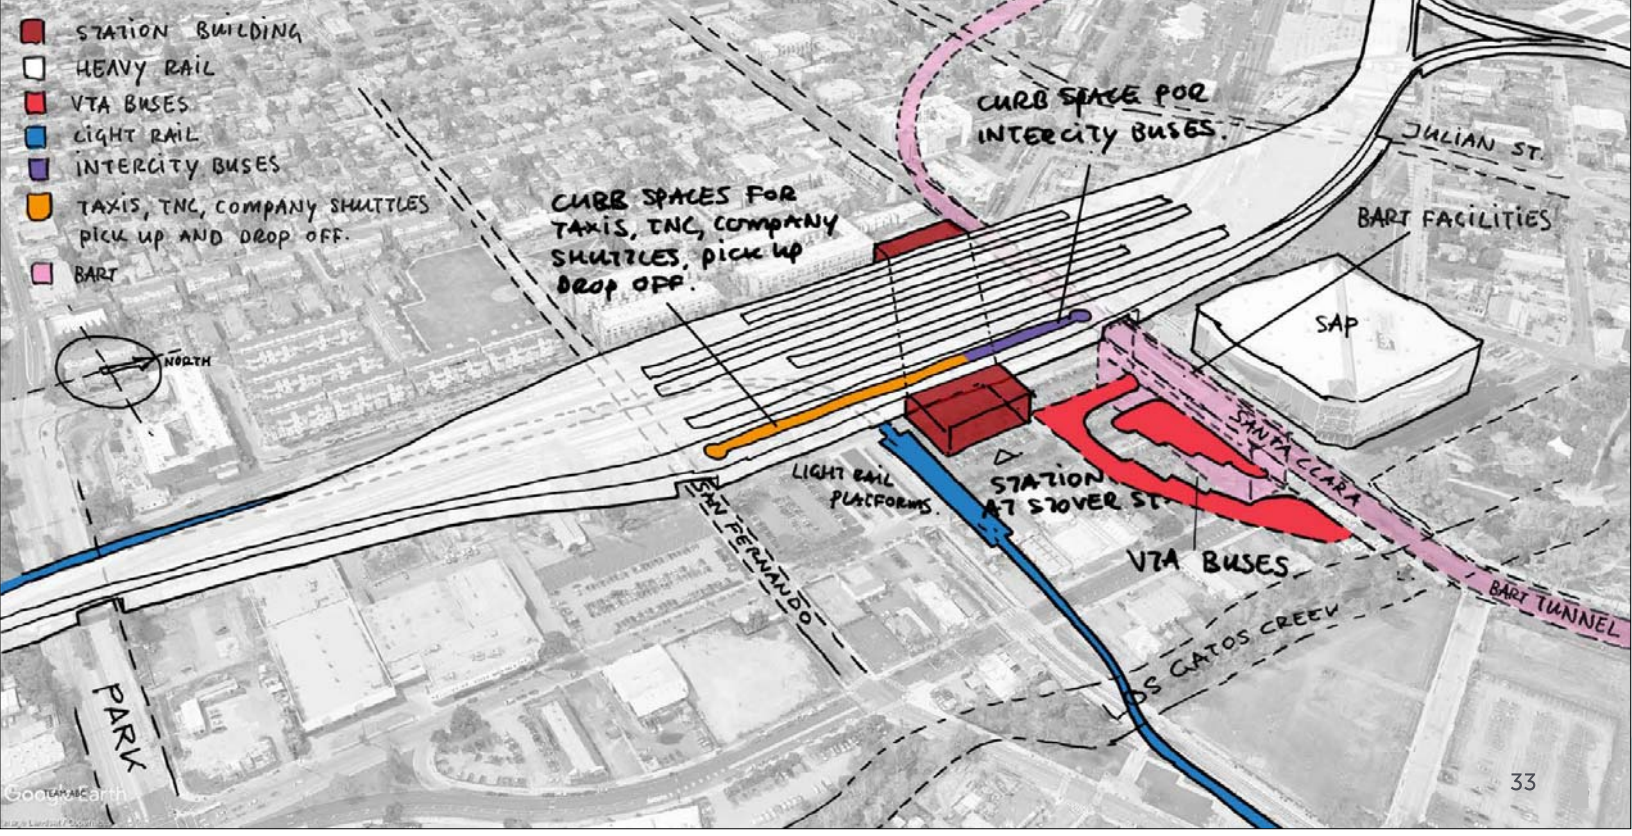 STATION BUILDING
HEAVY RAIL
VTA BUSES
LIGHT RAIL
INTERCITY BUSES
TAXIS, TNC, COMPANY SHUTTLES
PICK UP AND DROP OFF.
BART
NORTH
CURB SPACES FOR
TAXIS, TNC, COMPANY
SHUTTLES, PICK UP
DROP OFF.
CURB SPACE FOR
INTERCITY BUSES.
JULIAN ST.
BART FACILITIES
SAP
SANTA CLARA
LIGHT RAIL
PLATFORMS.
STATION
AT STOVER ST.
SAN FERNANDO
VTA BUSES
BART TUNNEL
OS GATOS CREEK
PARK
Google Earth
TEAM ABC
33